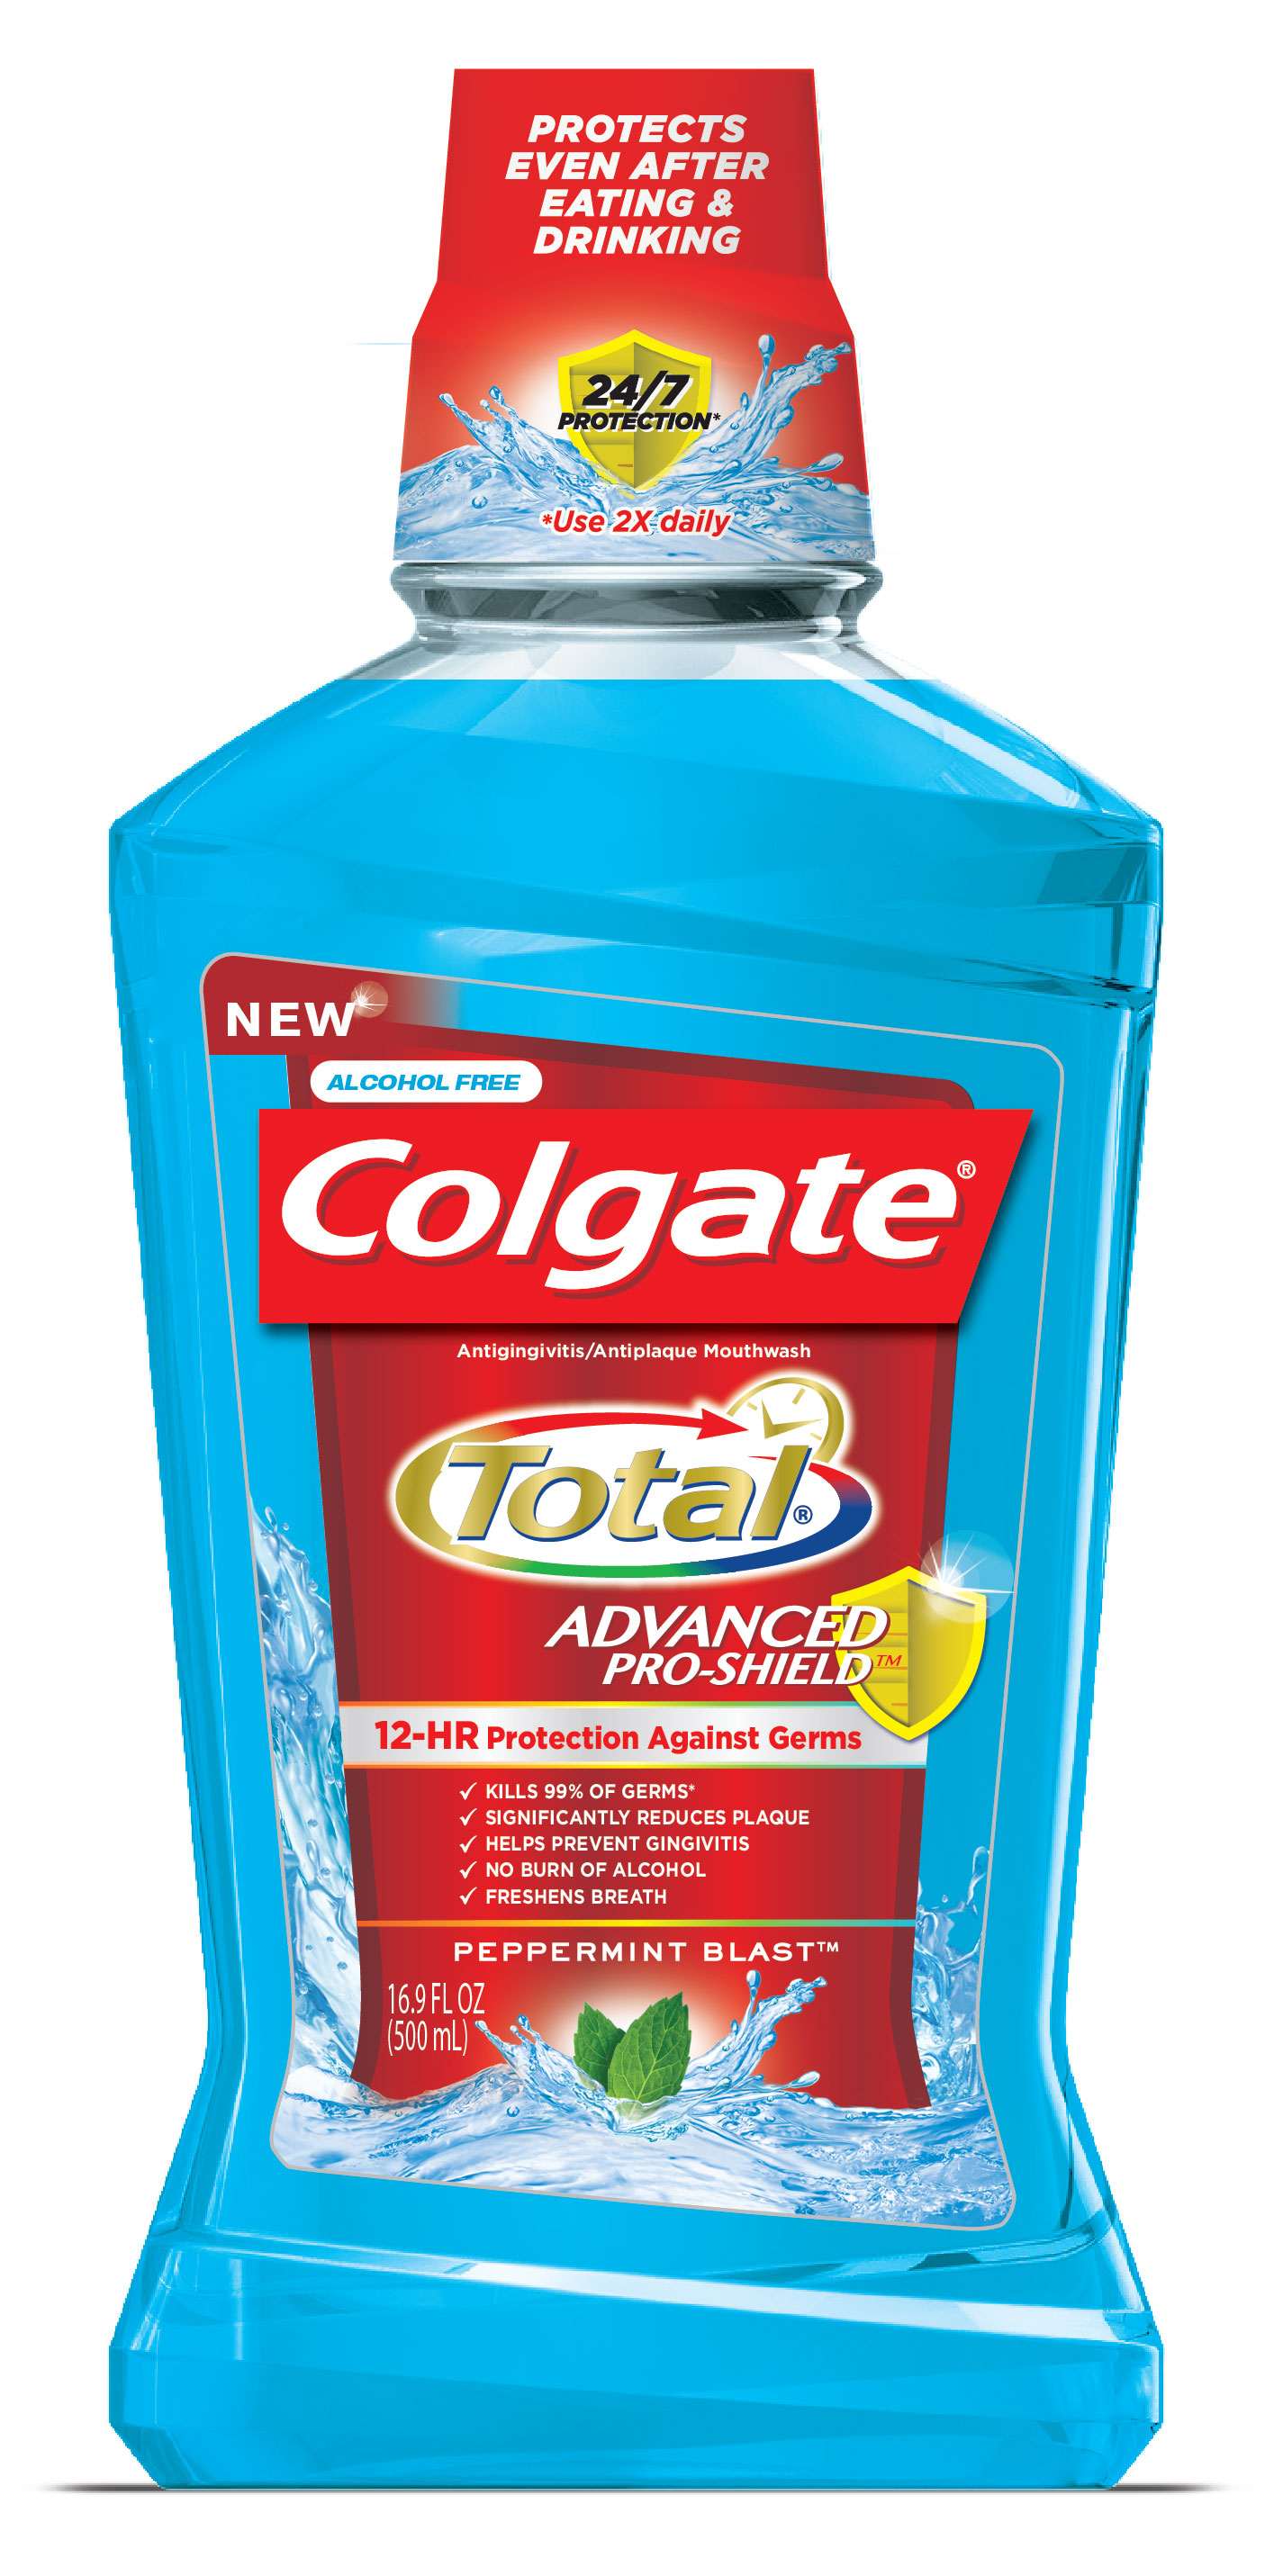 PROTECTS
EVEN AFTER
EATING &
DRINKING
24/7
PROTECTION*
*Use 2X daily
NEW
ALCOHOL FREE
Colgate®
Antigingivitis/Antiplaque Mouthwash
Total®
ADVANCED
PRO-SHIELD™
12-HR Protection Against Germs
✓ KILLS 99% OF GERMS*
✓ SIGNIFICANTLY REDUCES PLAQUE
✓ HELPS PREVENT GINGIVITIS
✓ NO BURN OF ALCOHOL
✓ FRESHENS BREATH
PEPPERMINT BLAST™
16.9 FL OZ
(500 mL)